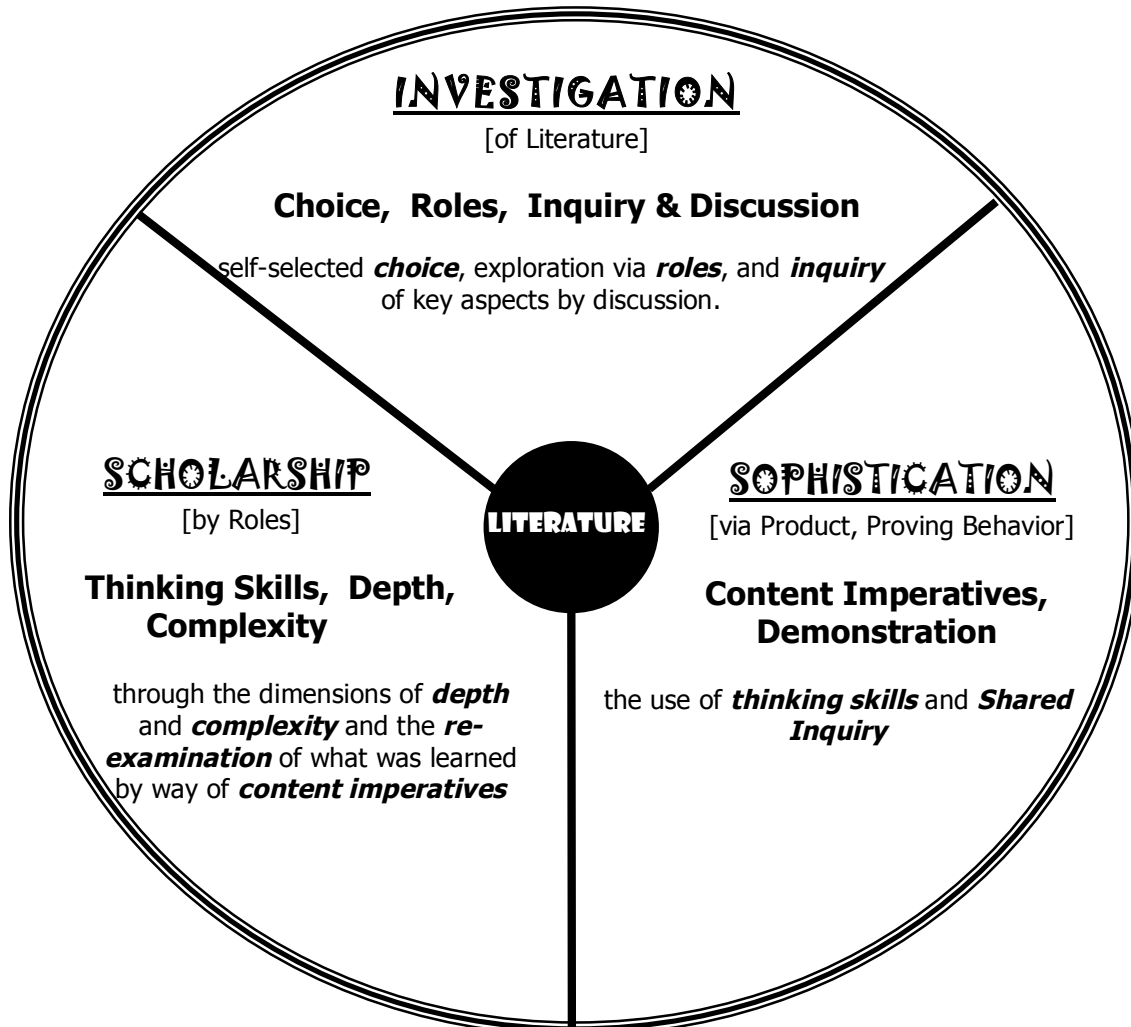 INVESTIGATION
[of Literature]
Choice, Roles, Inquiry & Discussion
self-selected choice, exploration via roles, and inquiry
of key aspects by discussion.
SCHOLARSHIP
[by Roles]
Thinking Skills, Depth,
Complexity
through the dimensions of depth
and complexity and the re-
examination of what was learned
by way of content imperatives
LITERATURE
SOPHISTICATION
[via Product, Proving Behavior]
Content Imperatives,
Demonstration
the use of thinking skills and Shared
Inquiry